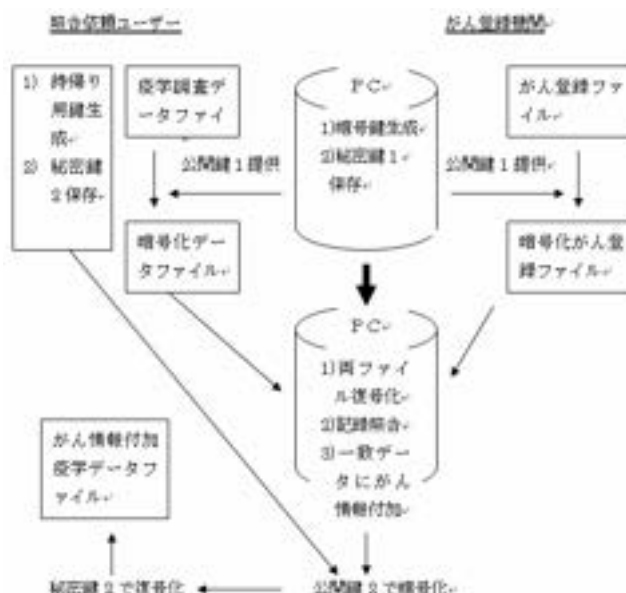 照合依頼ユーザー
がん登録機関
1) 持帰り
用鍵生
成
2) 秘密鍵
2保存
疫学調査デ
ータファイ
PC
1)暗号鍵生成
2)秘密鍵1
保存
がん登録ファ
イル
公開鍵1提供
公開鍵1提供
暗号化デー
タファイル
暗号化がん登
録ファイル
PC
1)両ファイ
ル復号化
2)記録照合
3)一致デー
タにがん
情報付加
がん情報付加
疫学データフ
ァイル
秘密鍵2で復号化
公開鍵2で暗号化